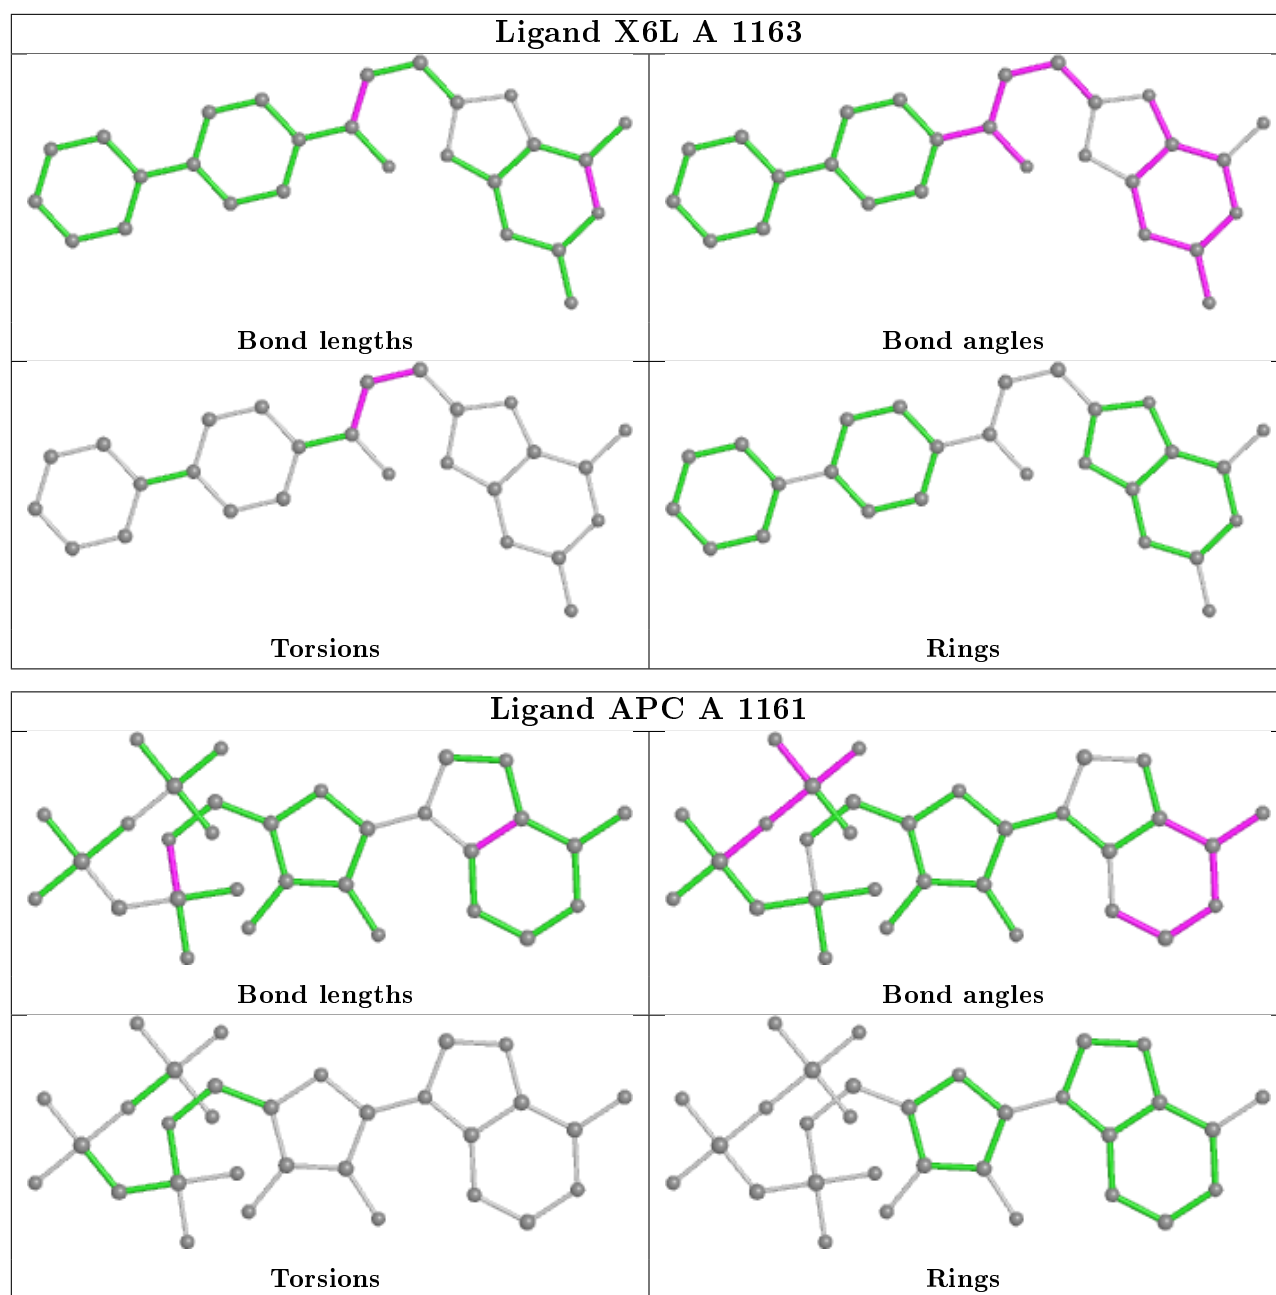 Ligand X6L A 1163
Bond lengths
Bond angles
Torsions
Rings
Ligand APC A 1161
Bond lengths
Bond angles
Torsions
Rings